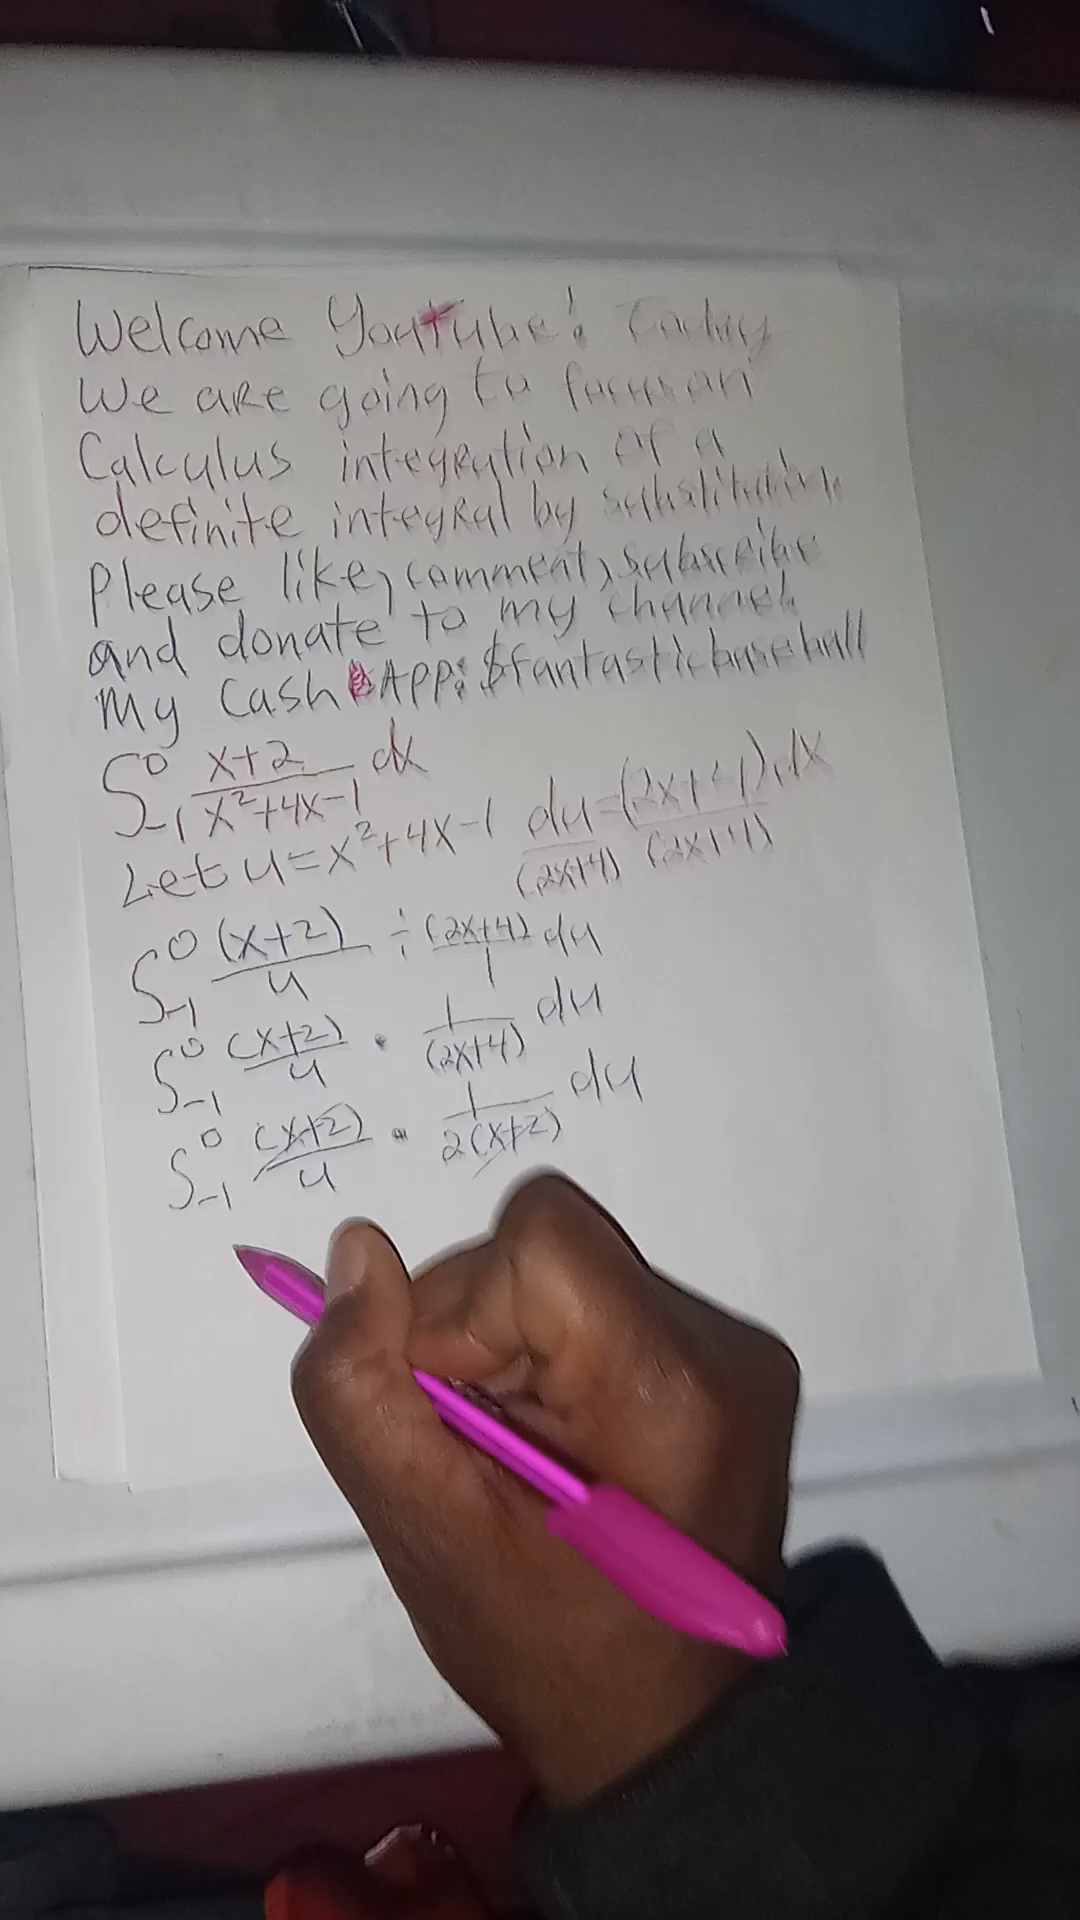 Welcome YouTube! Today
We are going to focus on
Calculus integration of a
definite integral by substitution.
Please like, comment, subscribe
and donate to my channel.
My Cash App: $fantasticbaseball
∫₋₁⁰ (x+2)/(x²+4x-1) dx
Let u=x²+4x-1 du/(2x+4)=(2x+4)dx/(2x+4)
∫₋₁⁰ (x+2)/u ÷ (2x+4)/1 du
∫₋₁⁰ (x+2)/u · 1/(2x+4) du
∫₋₁⁰ (x+2)/u · 1/2(x+2) du